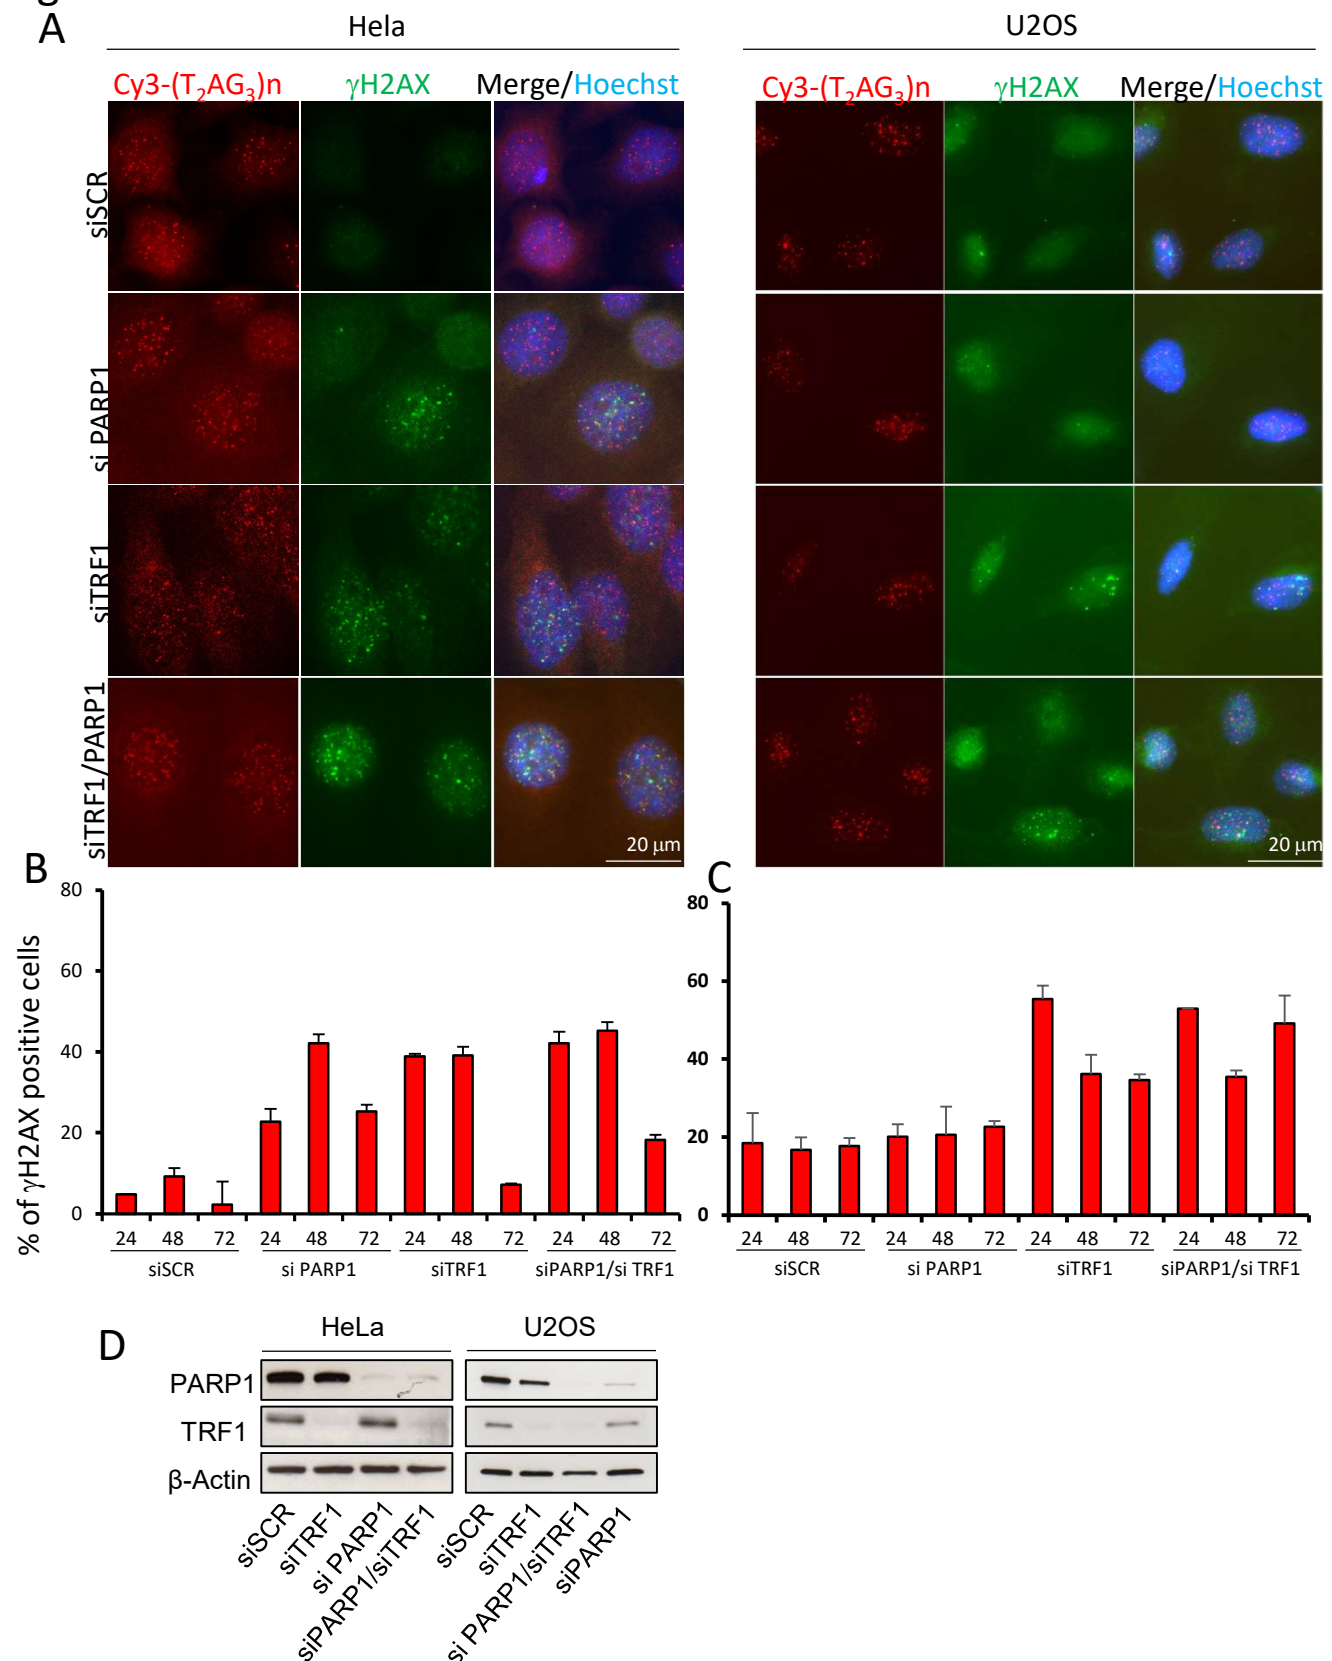 A
Hela
U2OS
Cy3-(T2AG3)n
γH2AX
Merge/Hoechst
Cy3-(T2AG3)n
γH2AX
Merge/Hoechst
siSCR
si PARP1
siTRF1
siTRF1/PARP1
20 μm
20 μm
B
C
% of γH2AX positive cells
80
60
40
20
0
24 48 72 24 48 72 24 48 72 24 48 72
siSCR si PARP1 siTRF1 siPARP1/si TRF1
80
60
40
20
0
24 48 72 24 48 72 24 48 72 24 48 72
siSCR si PARP1 siTRF1 siPARP1/si TRF1
D
HeLa
U2OS
PARP1
TRF1
β-Actin
siSCR
siTRF1
si PARP1
siPARP1/siTRF1
siSCR
siTRF1
si PARP1/siTRF1
siPARP1